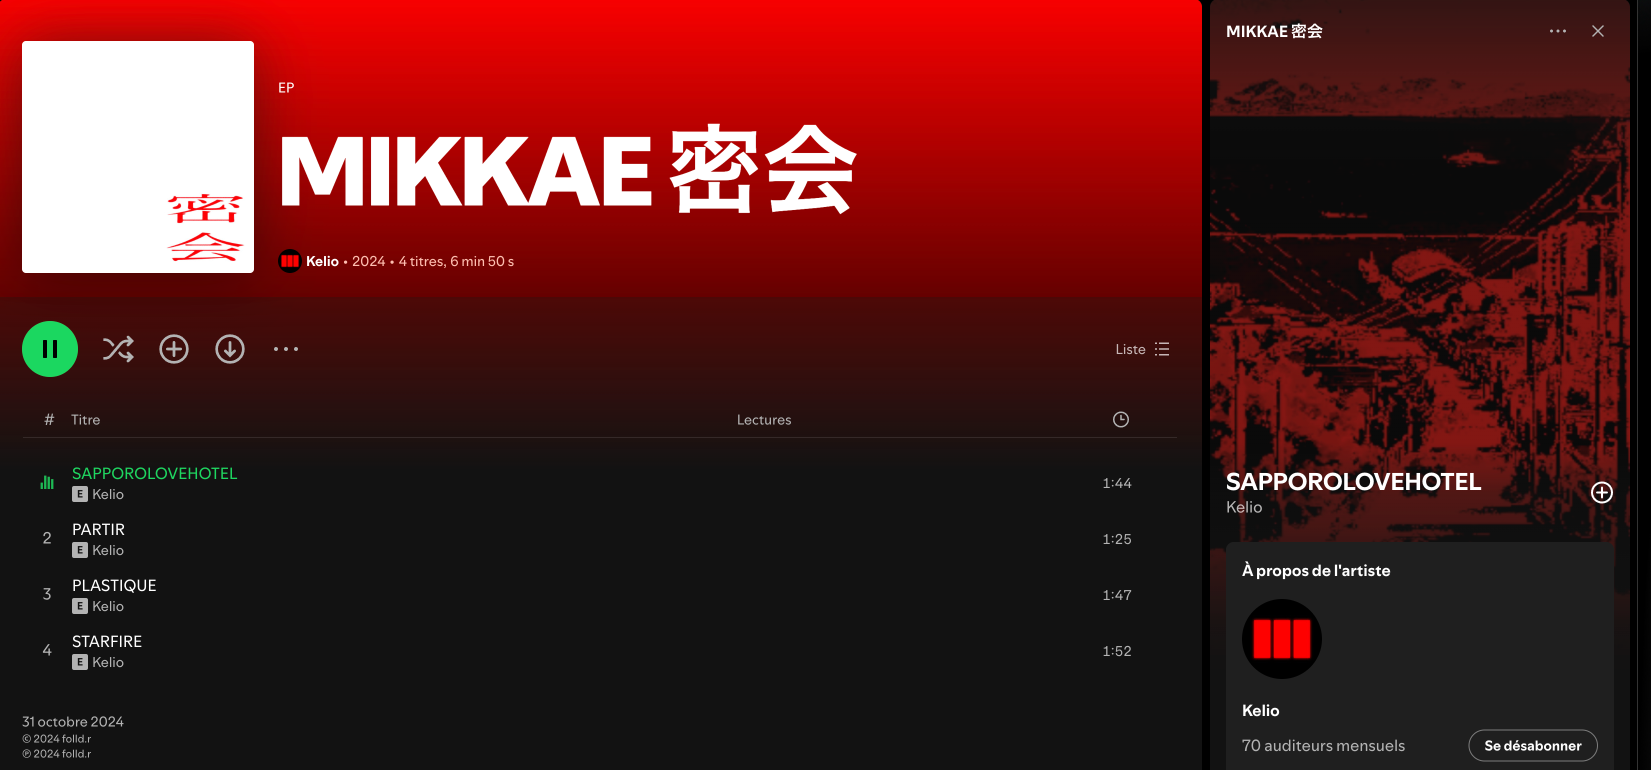 密
会
EP
MIKKAE 密会
Kelio • 2024 • 4 titres, 6 min 50 s
Liste
# Titre Lectures
SAPPOROLOVEHOTEL
E Kelio
1:44
2 PARTIR
E Kelio
1:25
3 PLASTIQUE
E Kelio
1:47
4 STARFIRE
E Kelio
1:52
31 octobre 2024
© 2024 folld.r
℗ 2024 folld.r
MIKKAE 密会
SAPPOROLOVEHOTEL
Kelio
À propos de l'artiste
Kelio
70 auditeurs mensuels
Se désabonner